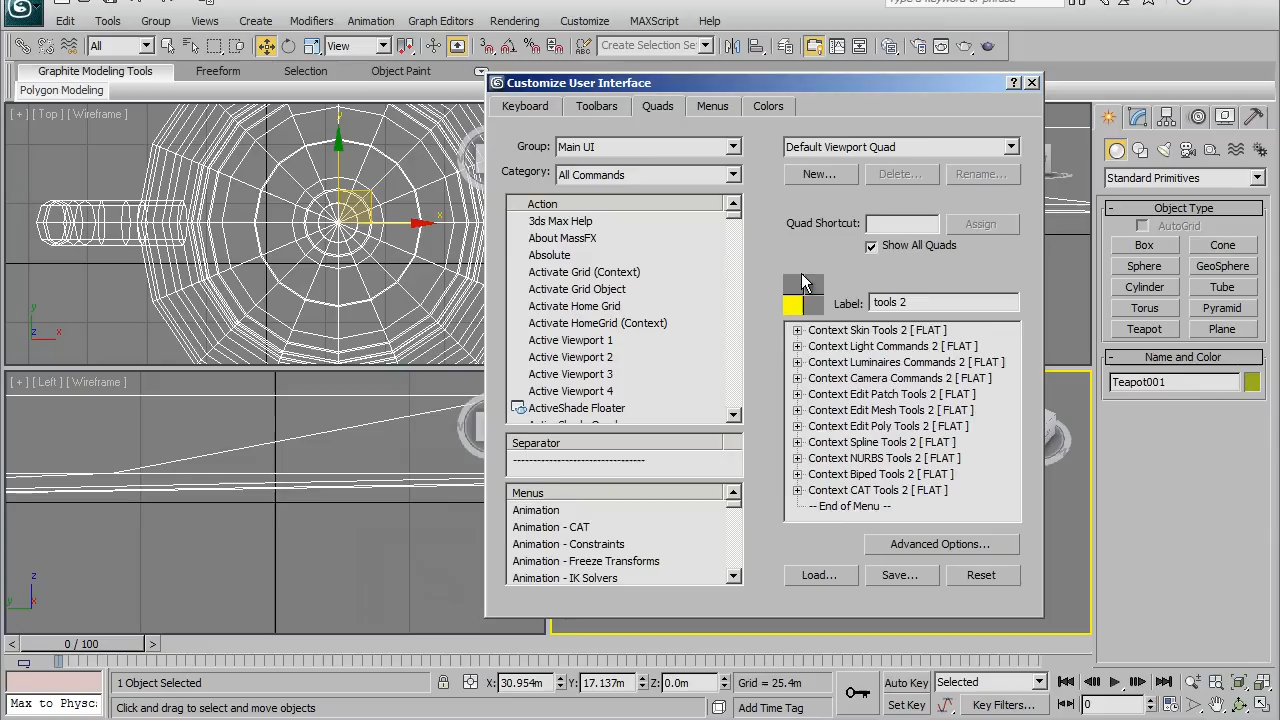 Edit Tools Group Views Create Modifiers Animation Graph Editors Rendering Customize MAXScript Help
All View Create Selection Se
Graphite Modeling Tools Freeform Selection Object Paint
Polygon Modeling
Customize User Interface
Keyboard Toolbars Quads Menus Colors
[ + ] [ Top ] [ Wireframe ]
y
x
y
z x
Group: Main UI
Category: All Commands
Action
3ds Max Help
About MassFX
Absolute
Activate Grid (Context)
Activate Grid Object
Activate Home Grid
Activate HomeGrid (Context)
Active Viewport 1
Active Viewport 2
Active Viewport 3
Active Viewport 4
ActiveShade Floater
Separator
---------------------------------
Menus
Animation
Animation - CAT
Animation - Constraints
Animation - Freeze Transforms
Animation - IK Solvers
Default Viewport Quad
New... Delete... Rename...
Quad Shortcut: Assign
Show All Quads
Label: tools 2
Context Skin Tools 2 [ FLAT ]
Context Light Commands 2 [ FLAT ]
Context Luminaires Commands 2 [ FLAT ]
Context Camera Commands 2 [ FLAT ]
Context Edit Patch Tools 2 [ FLAT ]
Context Edit Mesh Tools 2 [ FLAT ]
Context Edit Poly Tools 2 [ FLAT ]
Context Spline Tools 2 [ FLAT ]
Context NURBS Tools 2 [ FLAT ]
Context Biped Tools 2 [ FLAT ]
Context CAT Tools 2 [ FLAT ]
-- End of Menu --
Advanced Options...
Load... Save... Reset
[ + ] [ Left ] [ Wireframe ]
z
y x
Standard Primitives
- Object Type
AutoGrid
Box Cone
Sphere GeoSphere
Cylinder Tube
Torus Pyramid
Teapot Plane
- Name and Color
Teapot001
< 0 / 100 >
1 Object Selected X: 30.954m Y: 17.137m Z: 0.0m Grid = 25.4m Auto Key Selected
Max to Physc. Click and drag to select and move objects Add Time Tag Set Key Key Filters... 0